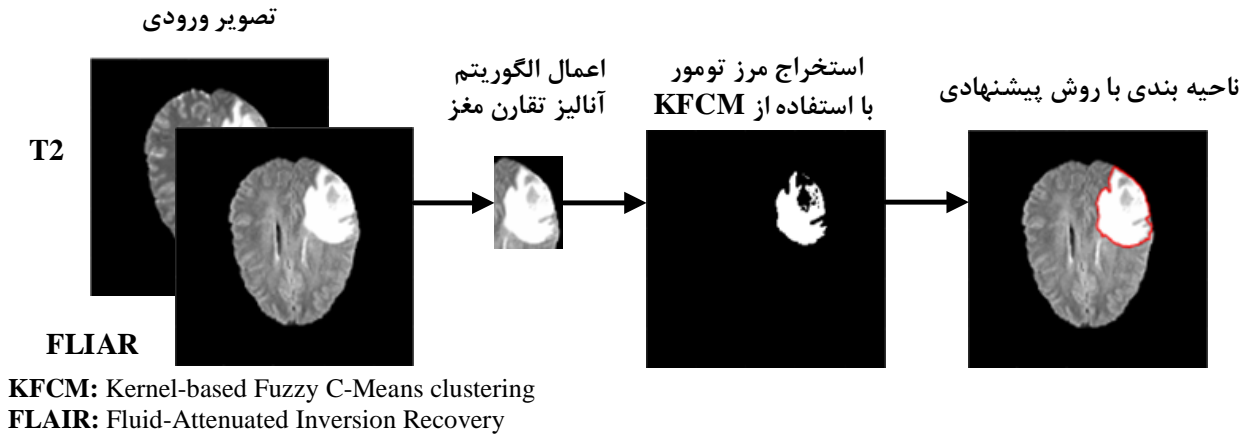 تصویر ورودی
اعمال الگوریتم
آنالیز تقارن مغز
استخراج مرز تومور
با استفاده از KFCM
ناحیه بندی با روش پیشنهادی
T2
FLIAR
KFCM: Kernel-based Fuzzy C-Means clustering
FLAIR: Fluid-Attenuated Inversion Recovery